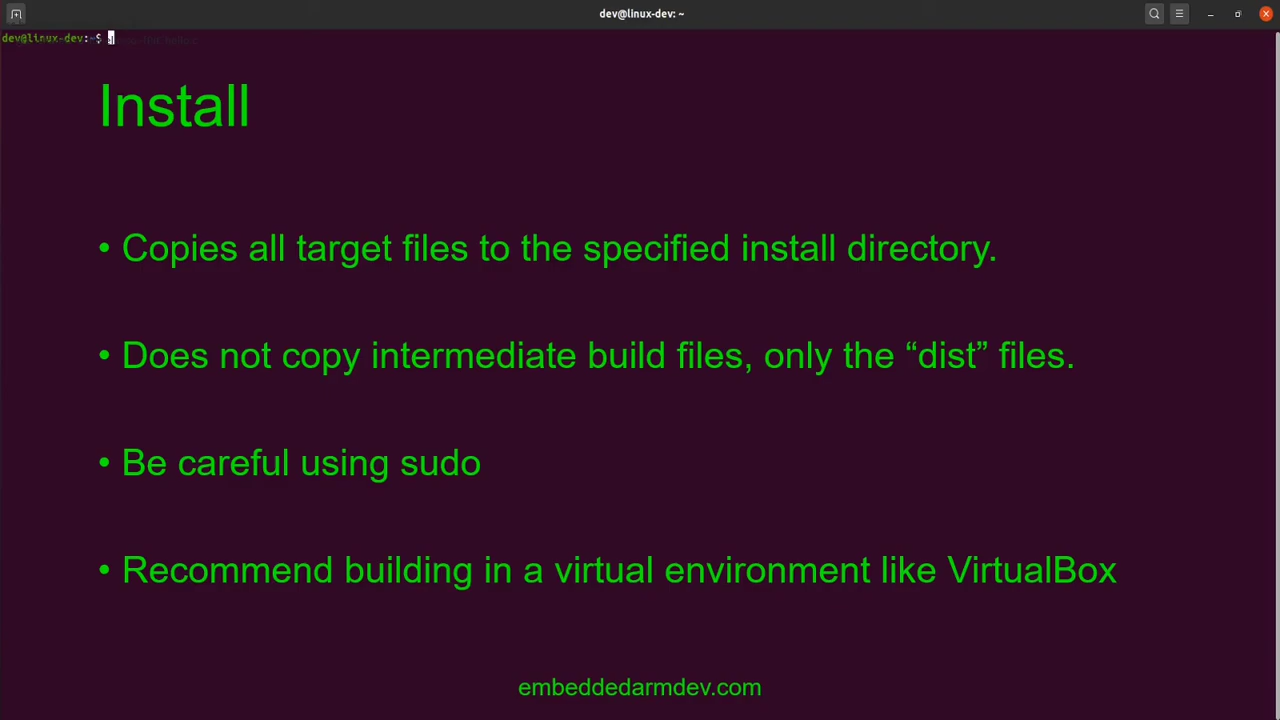 dev@linux-dev: ~
dev@linux-dev:~$
Install
• Copies all target files to the specified install directory.
• Does not copy intermediate build files, only the “dist” files.
• Be careful using sudo
• Recommend building in a virtual environment like VirtualBox
embeddedarmdev.com